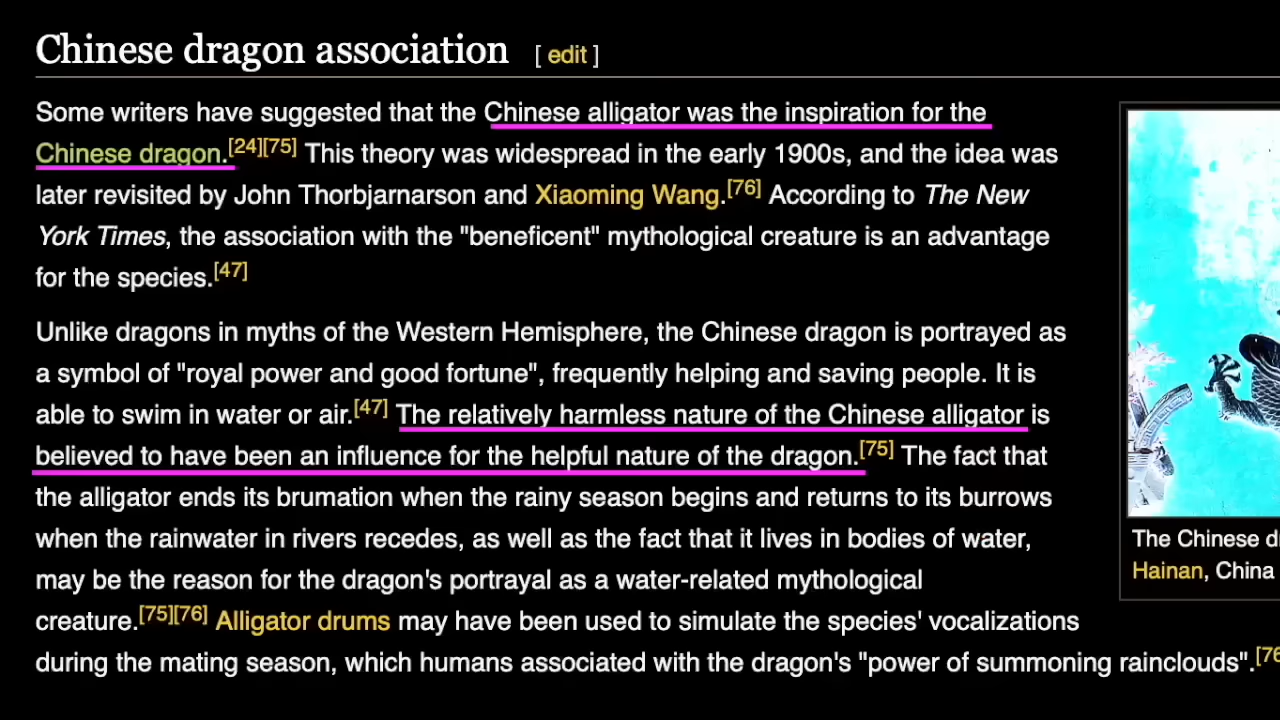 Chinese dragon association [ edit ]
Some writers have suggested that the Chinese alligator was the inspiration for the
Chinese dragon.[24][75] This theory was widespread in the early 1900s, and the idea was
later revisited by John Thorbjarnarson and Xiaoming Wang.[76] According to The New
York Times, the association with the "beneficent" mythological creature is an advantage
for the species.[47]
Unlike dragons in myths of the Western Hemisphere, the Chinese dragon is portrayed as
a symbol of "royal power and good fortune", frequently helping and saving people. It is
able to swim in water or air.[47] The relatively harmless nature of the Chinese alligator is
believed to have been an influence for the helpful nature of the dragon.[75] The fact that
the alligator ends its brumation when the rainy season begins and returns to its burrows
when the rainwater in rivers recedes, as well as the fact that it lives in bodies of water,
may be the reason for the dragon's portrayal as a water-related mythological
creature.[75][76] Alligator drums may have been used to simulate the species' vocalizations
during the mating season, which humans associated with the dragon's "power of summoning rainclouds".[76
The Chinese d
Hainan, China